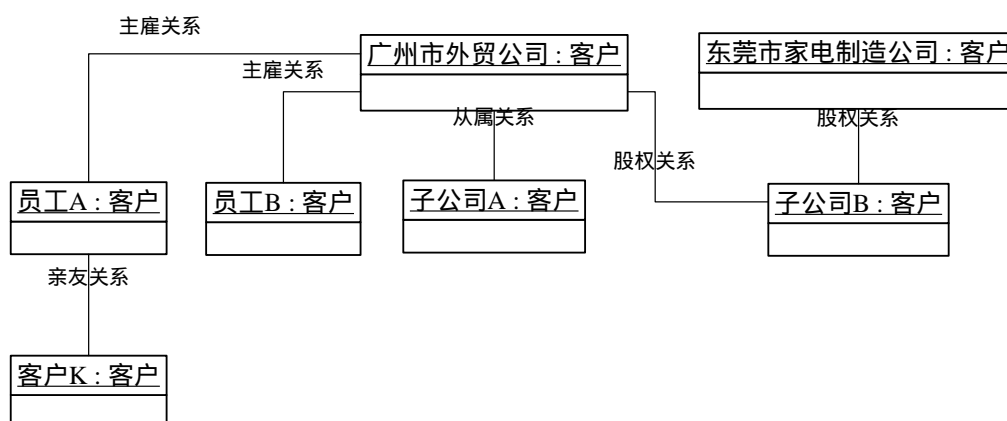 主雇关系
广州市外贸公司 : 客户
东莞市家电制造公司 : 客户
主雇关系
从属关系
股权关系
股权关系
员工A : 客户
员工B : 客户
子公司A : 客户
子公司B : 客户
亲友关系
客户K : 客户